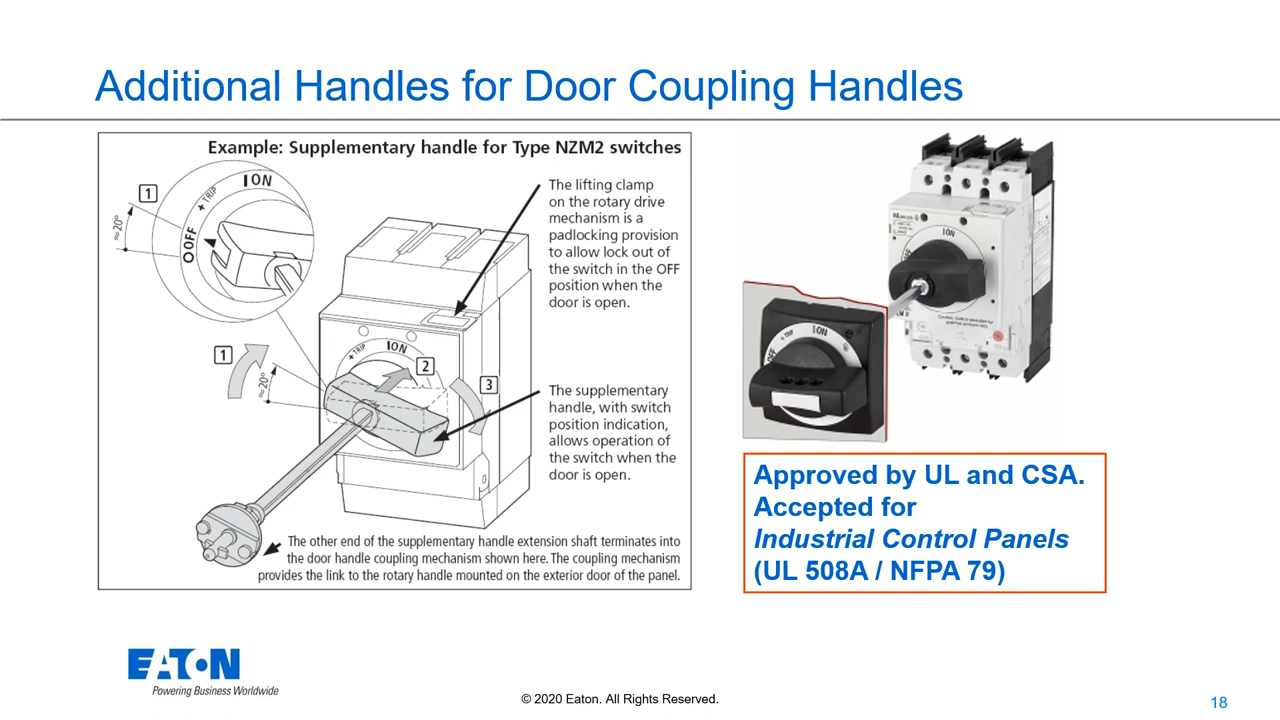 Additional Handles for Door Coupling Handles
Example: Supplementary handle for Type NZM2 switches
1
≈20°
OFF
+ TRIP
I ON
The lifting clamp
on the rotary drive
mechanism is a
padlocking provision
to allow lock out of
the switch in the OFF
position when the
door is open.
1
≈20°
+ TRIP
I ON
2
3
The supplementary
handle, with switch
position indication,
allows operation of
the switch when the
door is open.
The other end of the supplementary handle extension shaft terminates into
the door handle coupling mechanism shown here. The coupling mechanism
provides the link to the rotary handle mounted on the exterior door of the panel.
I ON
+ TRIP
I ON
OFF
Approved by UL and CSA.
Accepted for
Industrial Control Panels
(UL 508A / NFPA 79)
EATON
Powering Business Worldwide
© 2020 Eaton. All Rights Reserved.
18